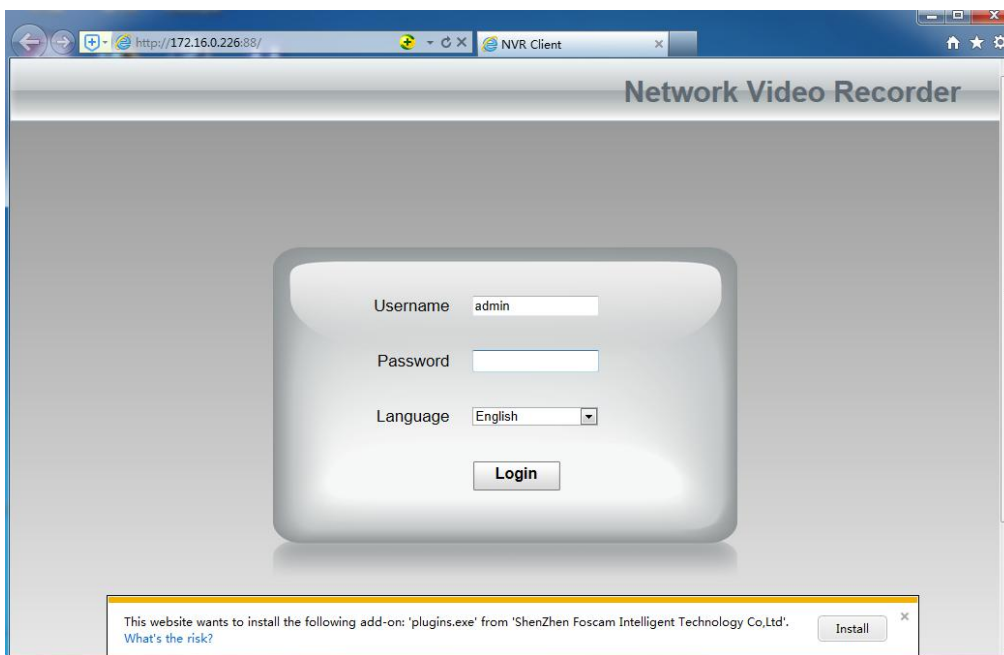 http://172.16.0.226:88/
NVR Client
Network Video Recorder
Username admin
Password
Language English
Login
This website wants to install the following add-on: 'plugins.exe' from 'ShenZhen Foscam Intelligent Technology Co,Ltd'.
What's the risk?
Install